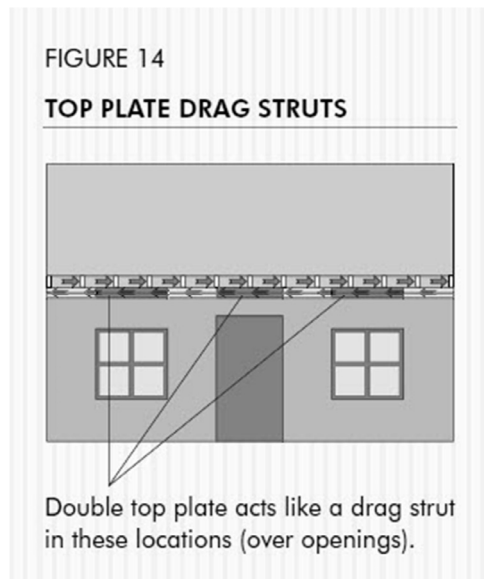 FIGURE 14
TOP PLATE DRAG STRUTS
Double top plate acts like a drag strut
in these locations (over openings).